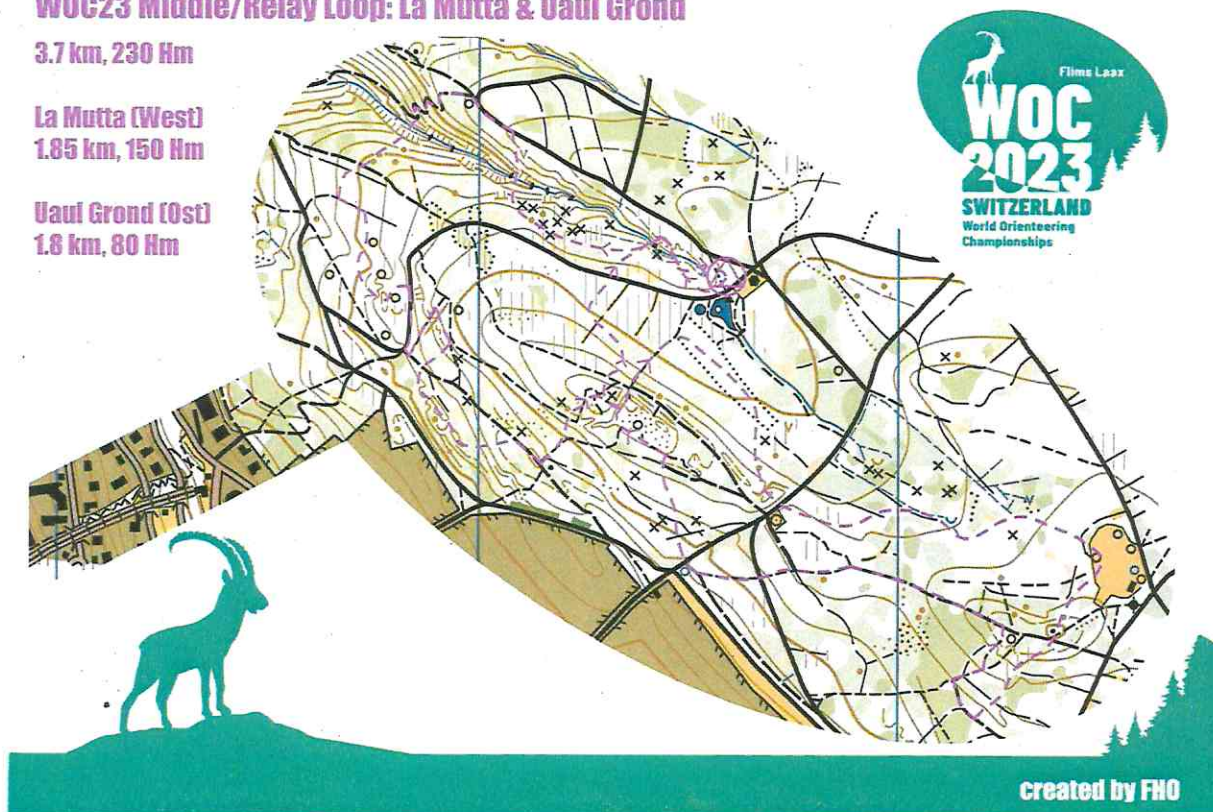 WOC23 Middle/Relay Loop: La Mutta & Uaul Grond
3.7 km, 230 Hm
La Mutta (West)
1.85 km, 150 Hm
Uaul Grond (Ost)
1.8 km, 80 Hm
Flims Laax
WOC
2023
SWITZERLAND
World Orienteering
Championships
created by FHO